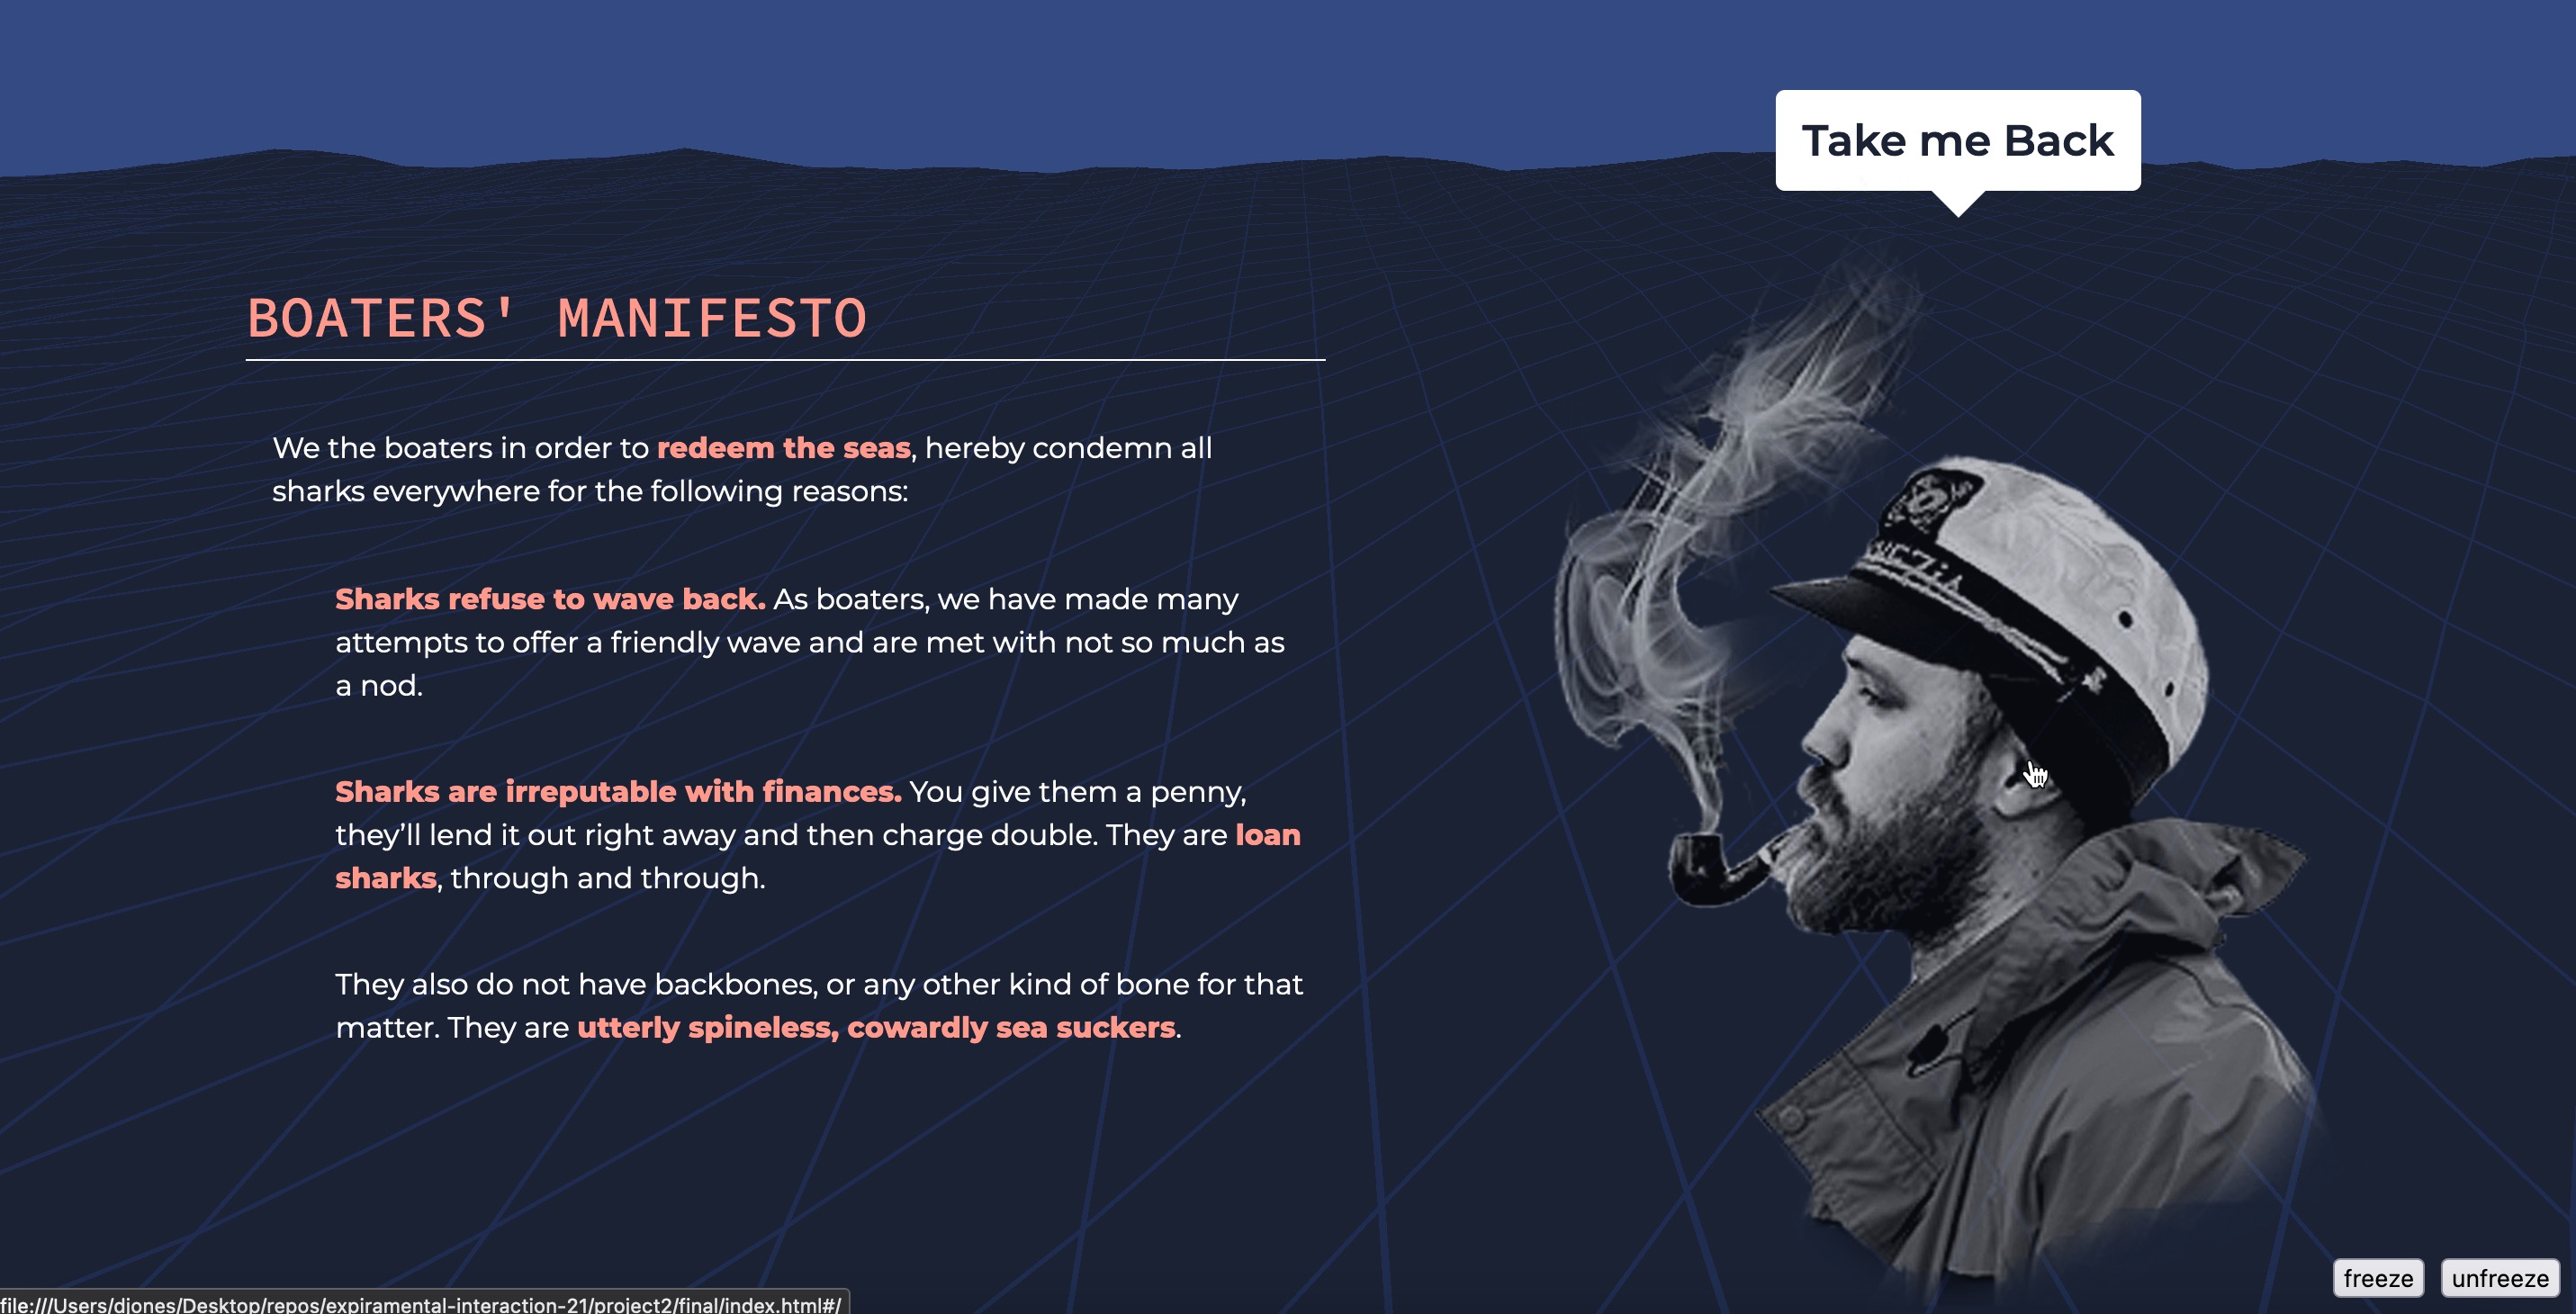 Take me Back
BOATERS' MANIFESTO
We the boaters in order to redeem the seas, hereby condemn all
sharks everywhere for the following reasons:
Sharks refuse to wave back. As boaters, we have made many
attempts to offer a friendly wave and are met with not so much as
a nod.
Sharks are irreputable with finances. You give them a penny,
they’ll lend it out right away and then charge double. They are loan
sharks, through and through.
They also do not have backbones, or any other kind of bone for that
matter. They are utterly spineless, cowardly sea suckers.
freeze unfreeze
file:///Users/djones/Desktop/repos/expiramental-interaction-21/project2/final/index.html#/